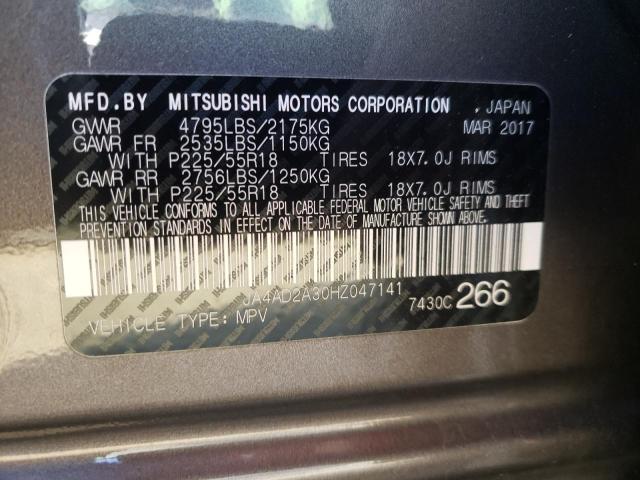 MFD.BY MITSUBISHI MOTORS CORPORATION . JAPAN
GVWR 4795LBS/2175KG MAR 2017
GAWR FR 2535LBS/1150KG
WITH P225/55R18 TIRES 18X7.0J RIMS
GAWR RR 2756LBS/1250KG
WITH P225/55R18 TIRES 18X7.0J RIMS
THIS VEHICLE CONFORMS TO ALL APPLICABLE FEDERAL MOTOR VEHICLE SAFETY AND THEFT
PREVENTION STANDARDS IN EFFECT ON THE DATE OF MANUFACTURE SHOWN ABOVE.
JA4AD2A30HZ047141 7430C 266
VEHICLE TYPE: MPV